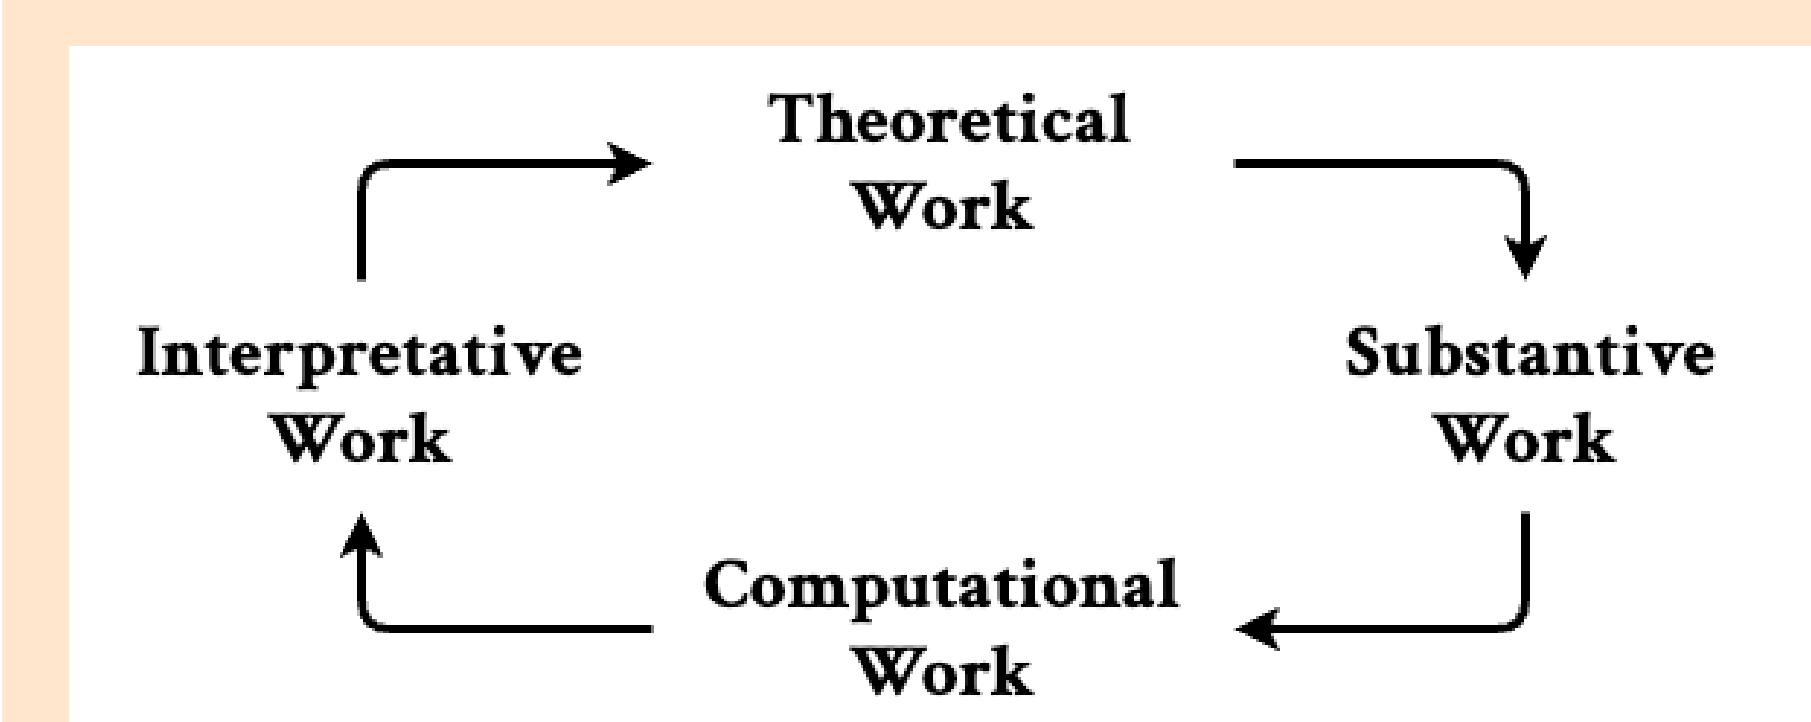 Theoretical
Work
Interpretative
Work
Substantive
Work
Computational
Work